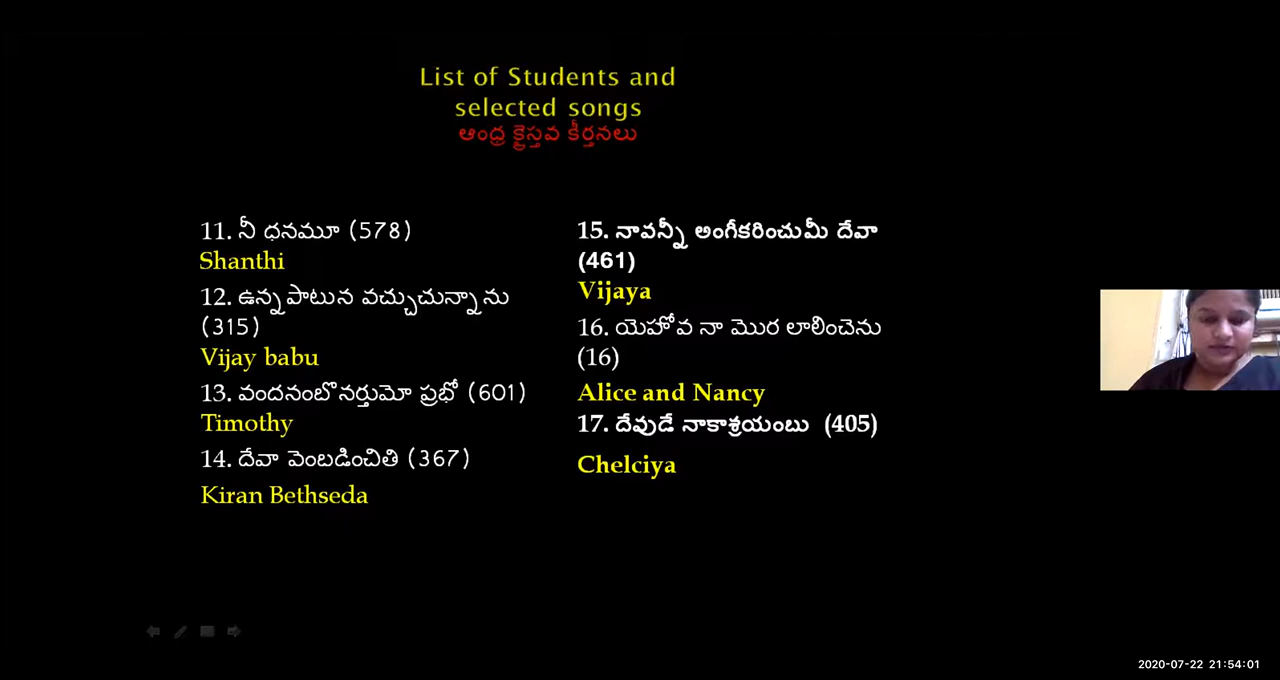 List of Students and
selected songs
ఆంధ్ర క్రైస్తవ కీర్తనలు
11. నీ ధనమూ (578)
Shanthi
12. ఉన్న పాటున వచ్చుచున్నాను
(315)
Vijay babu
13. వందనంబొనర్తుమో ప్రభో (601)
Timothy
14. దేవా వెంబడించితి (367)
Kiran Bethseda
15. నావన్నీ అంగీకరించుమీ దేవా
(461)
Vijaya
16. యెహోవ నా మొర లాలించెను
(16)
Alice and Nancy
17. దేవుడే నాకాశ్రయంబు (405)
Chelciya
2020-07-22 21:54:01